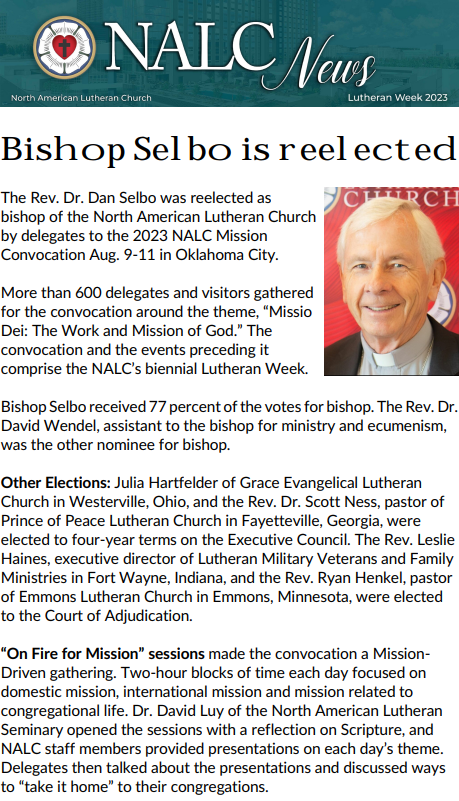 NALC News
North American Lutheran Church
Lutheran Week 2023
Bishop Selbo is reelected
The Rev. Dr. Dan Selbo was reelected as
bishop of the North American Lutheran Church
by delegates to the 2023 NALC Mission
Convocation Aug. 9-11 in Oklahoma City.
CHURCH
More than 600 delegates and visitors gathered
for the convocation around the theme, “Missio
Dei: The Work and Mission of God.” The
convocation and the events preceding it
comprise the NALC’s biennial Lutheran Week.
Bishop Selbo received 77 percent of the votes for bishop. The Rev. Dr.
David Wendel, assistant to the bishop for ministry and ecumenism,
was the other nominee for bishop.
Other Elections: Julia Hartfelder of Grace Evangelical Lutheran
Church in Westerville, Ohio, and the Rev. Dr. Scott Ness, pastor of
Prince of Peace Lutheran Church in Fayetteville, Georgia, were
elected to four-year terms on the Executive Council. The Rev. Leslie
Haines, executive director of Lutheran Military Veterans and Family
Ministries in Fort Wayne, Indiana, and the Rev. Ryan Henkel, pastor
of Emmons Lutheran Church in Emmons, Minnesota, were elected
to the Court of Adjudication.
“On Fire for Mission” sessions made the convocation a Mission-
Driven gathering. Two-hour blocks of time each day focused on
domestic mission, international mission and mission related to
congregational life. Dr. David Luy of the North American Lutheran
Seminary opened the sessions with a reflection on Scripture, and
NALC staff members provided presentations on each day’s theme.
Delegates then talked about the presentations and discussed ways
to “take it home” to their congregations.